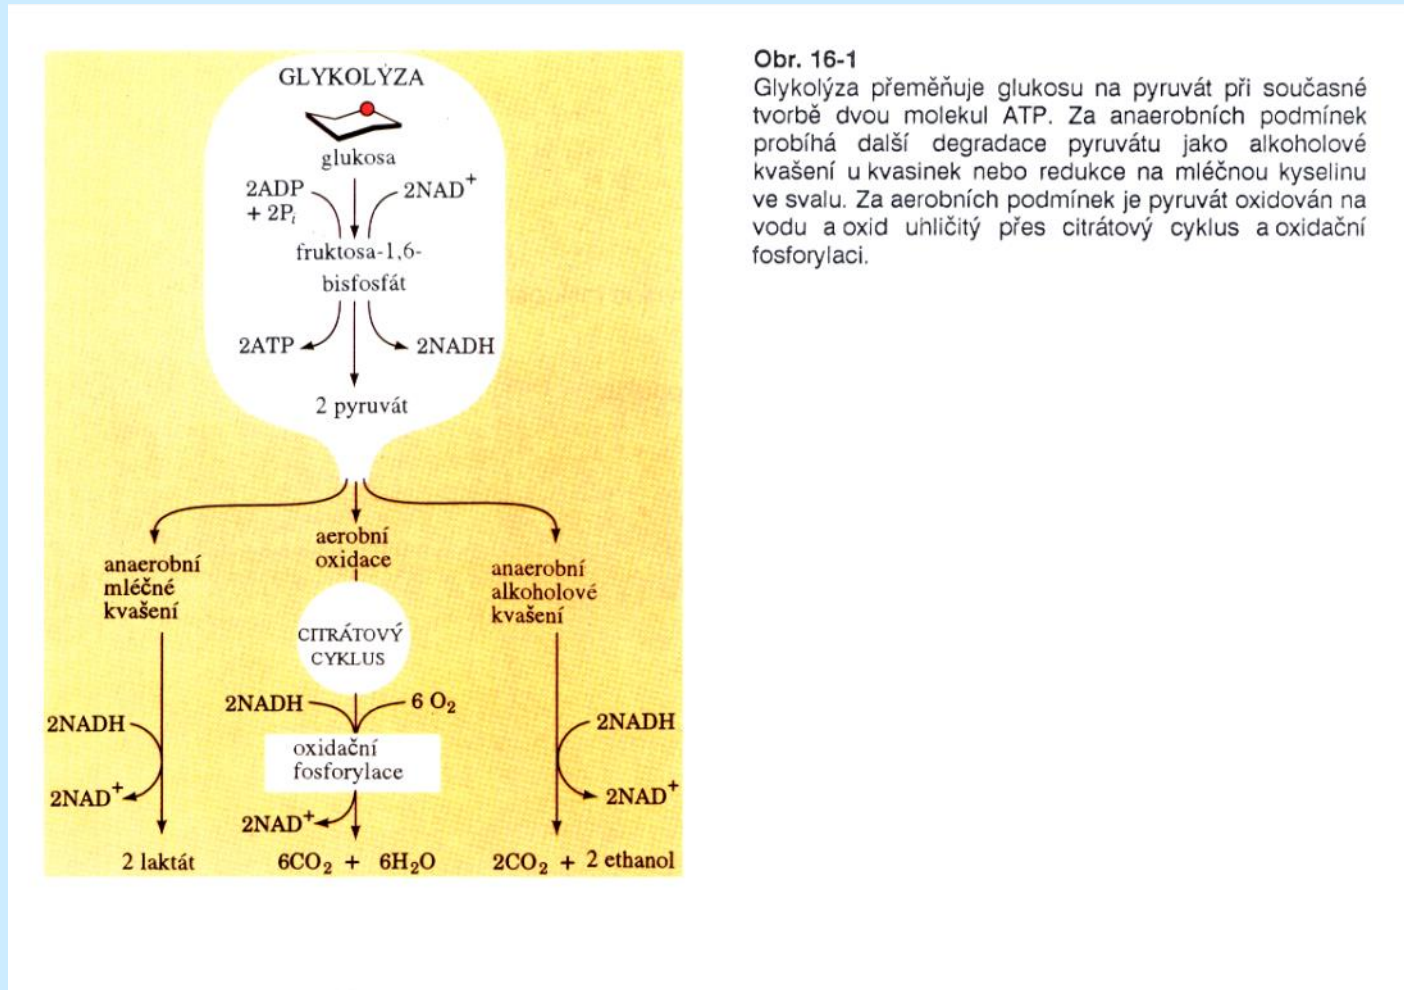 GLYKOLÝZA
glukosa
2ADP
+ 2Pi
2NAD+
fruktosa-1,6-
bisfosfát
2ATP
2NADH
2 pyruvát
anaerobní
mléčné
kvašení
aerobní
oxidace
anaerobní
alkoholové
kvašení
CITRÁTOVÝ
CYKLUS
2NADH
6 O2
2NADH
2NADH
oxidační
fosforylace
2NAD+
2NAD+
2NAD+
2 laktát
6CO2 + 6H2O
2CO2 + 2 ethanol
Obr. 16-1
Glykolýza přeměňuje glukosu na pyruvát při současné
tvorbě dvou molekul ATP. Za anaerobních podmínek
probíhá další degradace pyruvátu jako alkoholové
kvašení u kvasinek nebo redukce na mléčnou kyselinu
ve svalu. Za aerobních podmínek je pyruvát oxidován na
vodu a oxid uhličitý přes citrátový cyklus a oxidační
fosforylaci.